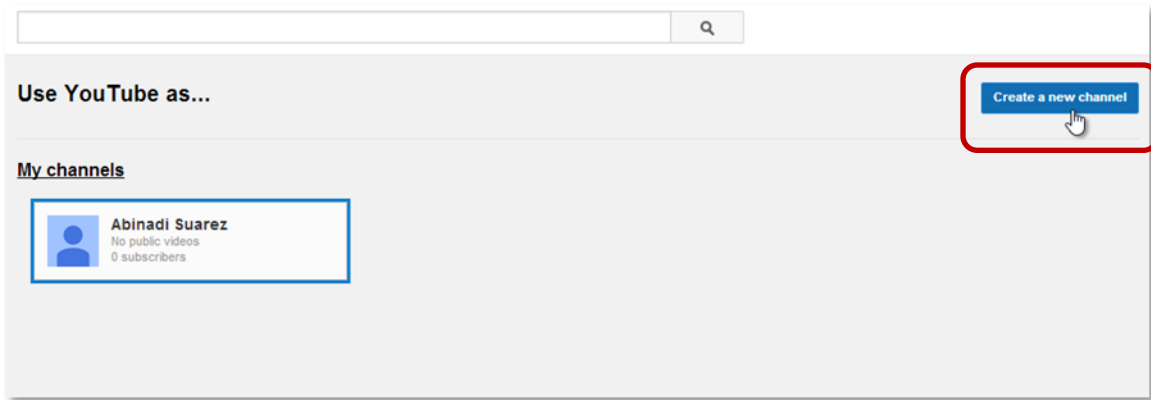 Use YouTube as...
Create a new channel
My channels
Abinadi Suarez
No public videos
0 subscribers